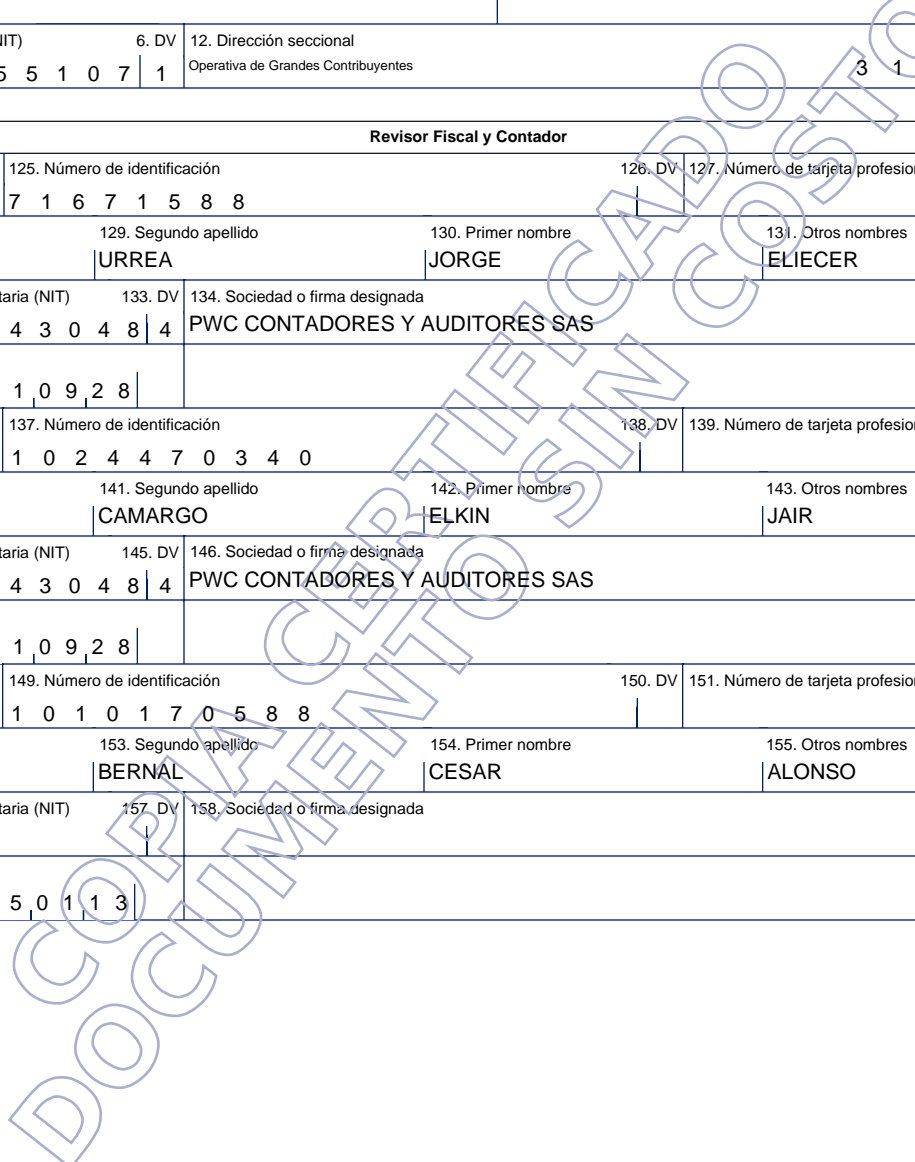 NIT) 6. DV 12. Dirección seccional
5 5 1 0 7 1 Operativa de Grandes Contribuyentes 3 1
Revisor Fiscal y Contador
125. Número de identificación 126. DV 127. Número de tarjeta profesion
7 1 6 7 1 5 8 8
129. Segundo apellido 130. Primer nombre 131. Otros nombres
URREA JORGE ELIECER
taria (NIT) 133. DV 134. Sociedad o firma designada
4 3 0 4 8 4 PWC CONTADORES Y AUDITORES SAS
1 0 9 2 8
137. Número de identificación 138. DV 139. Número de tarjeta profesion
1 0 2 4 4 7 0 3 4 0
141. Segundo apellido 142. Primer nombre 143. Otros nombres
CAMARGO ELKIN JAIR
taria (NIT) 145. DV 146. Sociedad o firma designada
4 3 0 4 8 4 PWC CONTADORES Y AUDITORES SAS
1 0 9 2 8
149. Número de identificación 150. DV 151. Número de tarjeta profesion
1 0 1 0 1 7 0 5 8 8
153. Segundo apellido 154. Primer nombre 155. Otros nombres
BERNAL CESAR ALONSO
taria (NIT) 157. DV 158. Sociedad o firma designada
5 0 1 1 3
COPIA CERTIFICADO
DOCUMENTO SIN COSTO